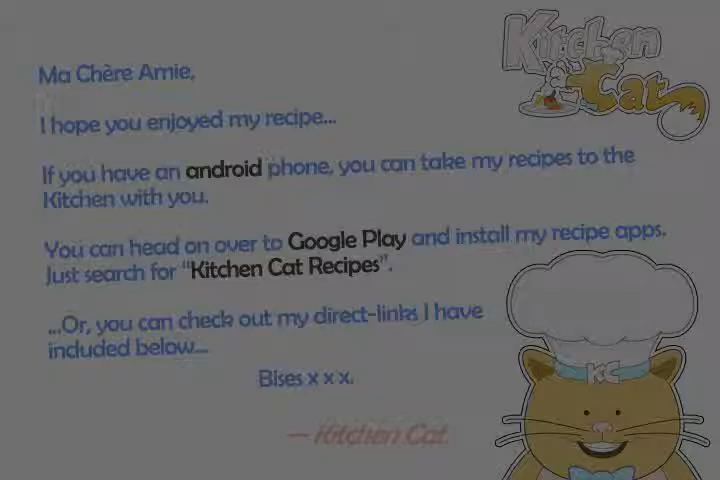 Kitchen
Cat
Ma Chère Amie,
I hope you enjoyed my recipe...
If you have an android phone, you can take my recipes to the
Kitchen with you.
You can head on over to Google Play and install my recipe apps.
Just search for "Kitchen Cat Recipes".
...Or, you can check out my direct-links I have
included below...
Bises x x x.
— Kitchen Cat.
KC